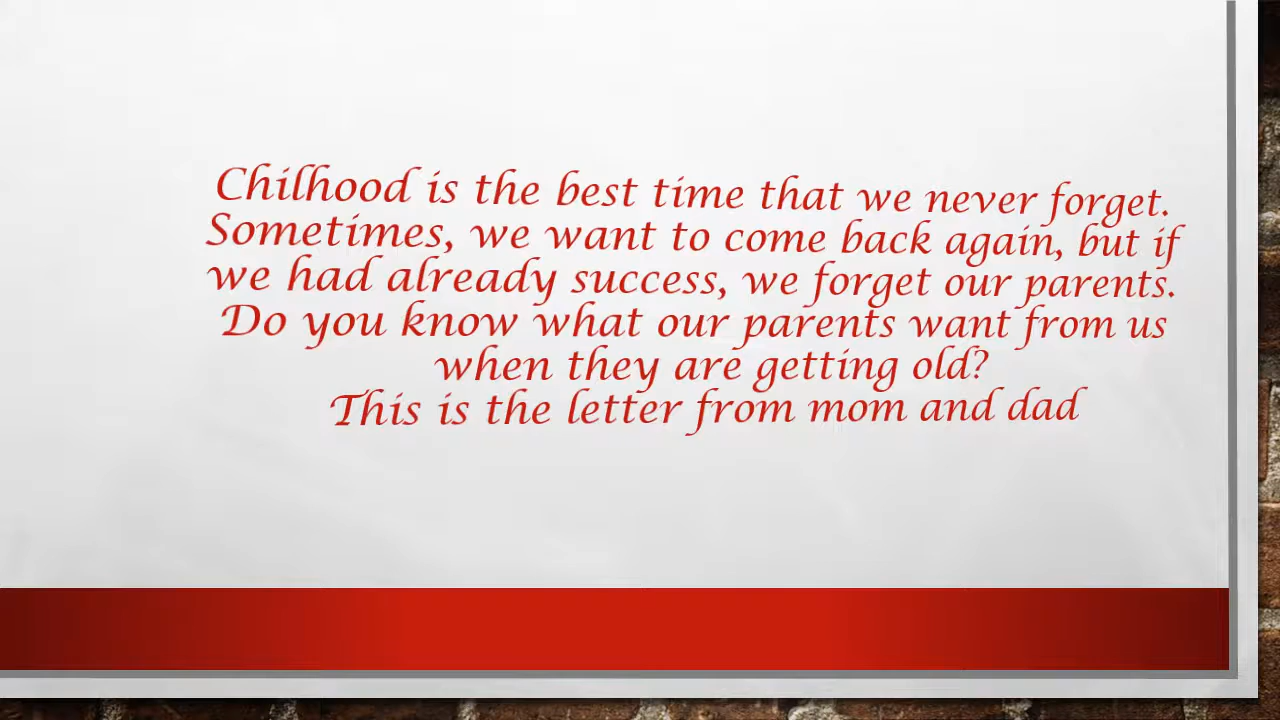 Chilhood is the best time that we never forget.
Sometimes, we want to come back again, but if
we had already success, we forget our parents.
Do you know what our parents want from us
when they are getting old?
This is the letter from mom and dad